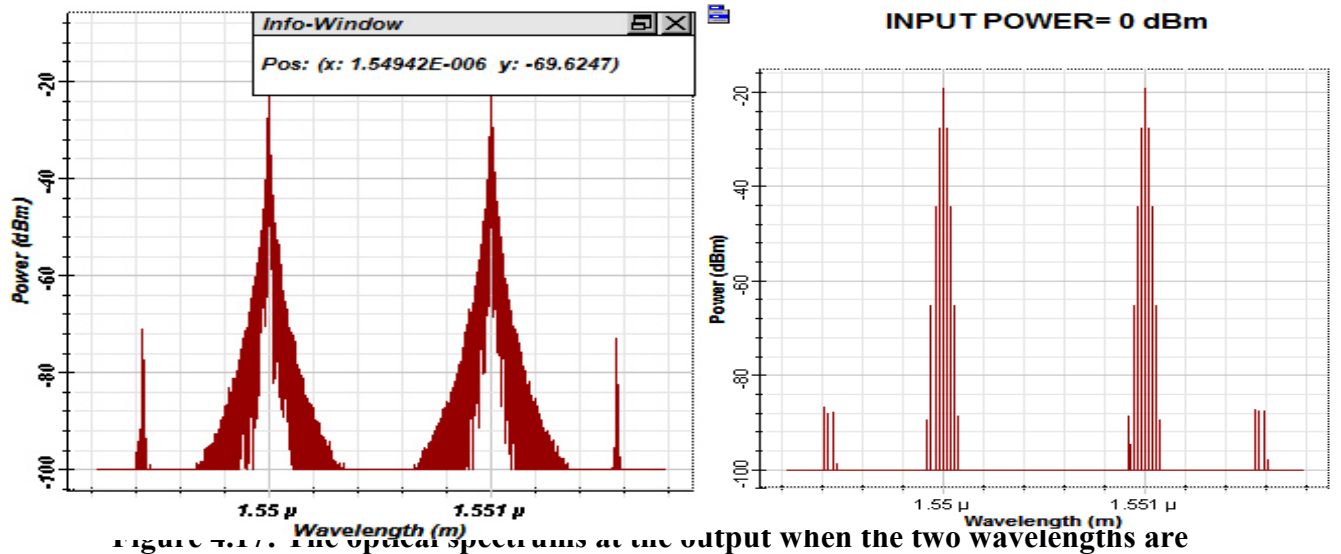 Info-Window
Pos: (x: 1.54942E-006 y: -69.6247)
-20
-40
-60
-80
-100
Power (dBm)
1.55 µ
1.551 µ
Wavelength (m)
INPUT POWER= 0 dBm
-20
-40
-60
-80
-100
Power (dBm)
1.55 µ
1.551 µ
Wavelength (m)
Figure 4.17: The optical spectrums at the output when the two wavelengths are